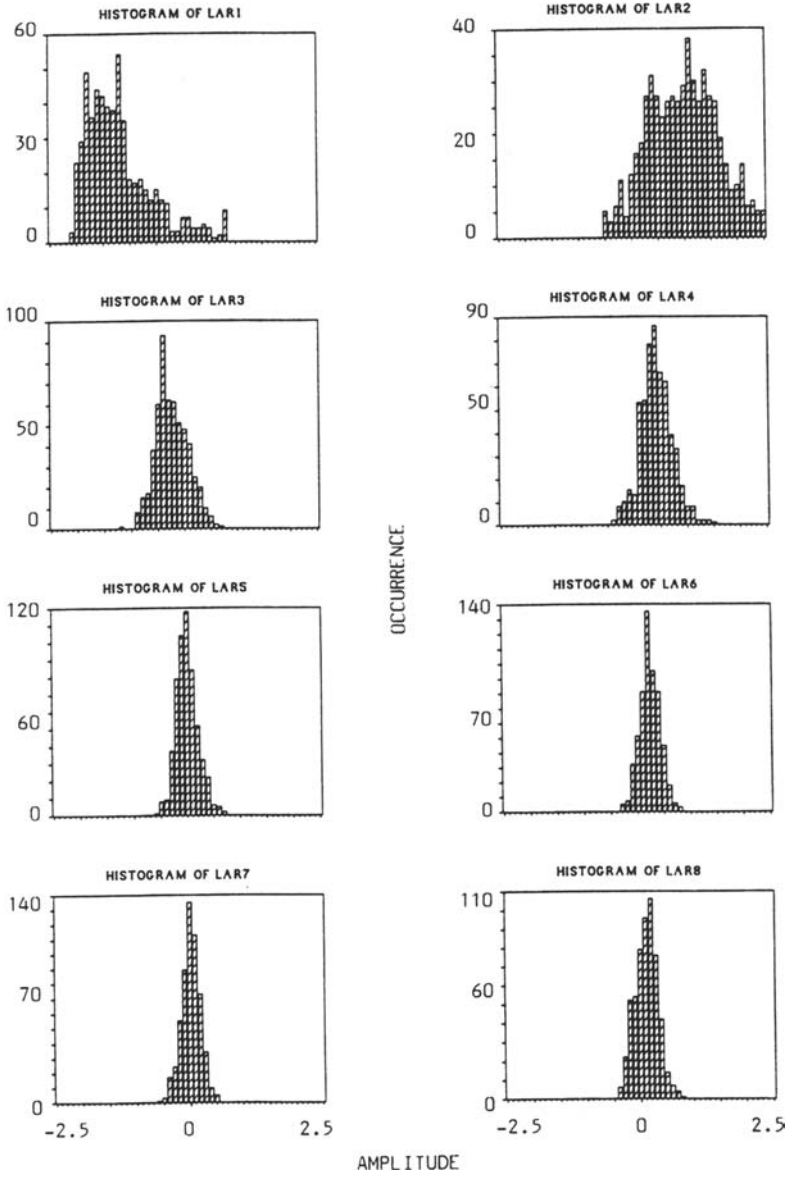 HISTOGRAM OF LAR1
60
30
0
HISTOGRAM OF LAR2
40
20
0
HISTOGRAM OF LAR3
100
50
0
HISTOGRAM OF LAR4
90
50
0
OCCURRENCE
HISTOGRAM OF LAR5
120
60
0
HISTOGRAM OF LAR6
140
70
0
HISTOGRAM OF LAR7
140
70
0
-2.5 0 2.5
HISTOGRAM OF LAR8
110
60
0
-2.5 0 2.5
AMPLITUDE